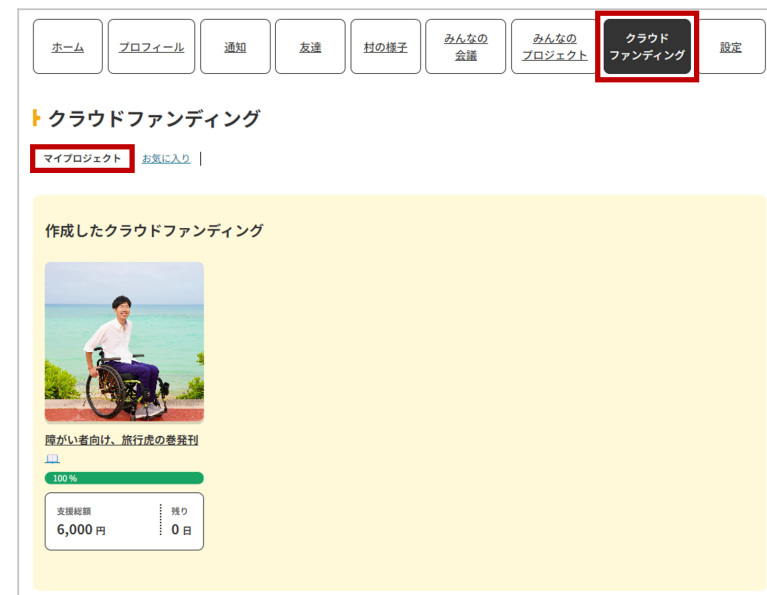 ホーム
プロフィール
通知
友達
村の様子
みんなの
会議
みんなの
プロジェクト
クラウド
ファンディング
設定
クラウドファンディング
マイプロジェクト
お気に入り
作成したクラウドファンディング
障がい者向け、旅行虎の巻発刊
100 %
支援総額
6,000 円
残り
0 日